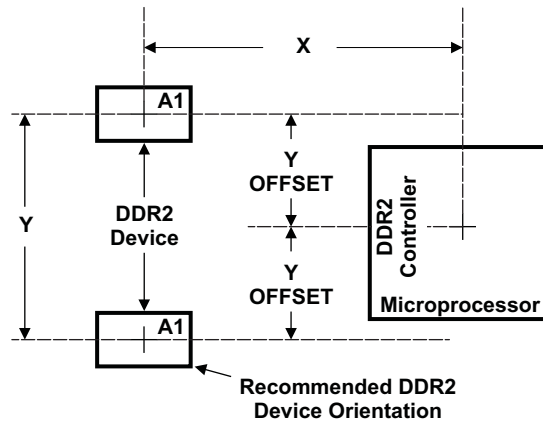 X
A1
Y
OFFSET
Y
DDR2
Device
DDR2
Controller
Y
OFFSET
Microprocessor
A1
Recommended DDR2
Device Orientation